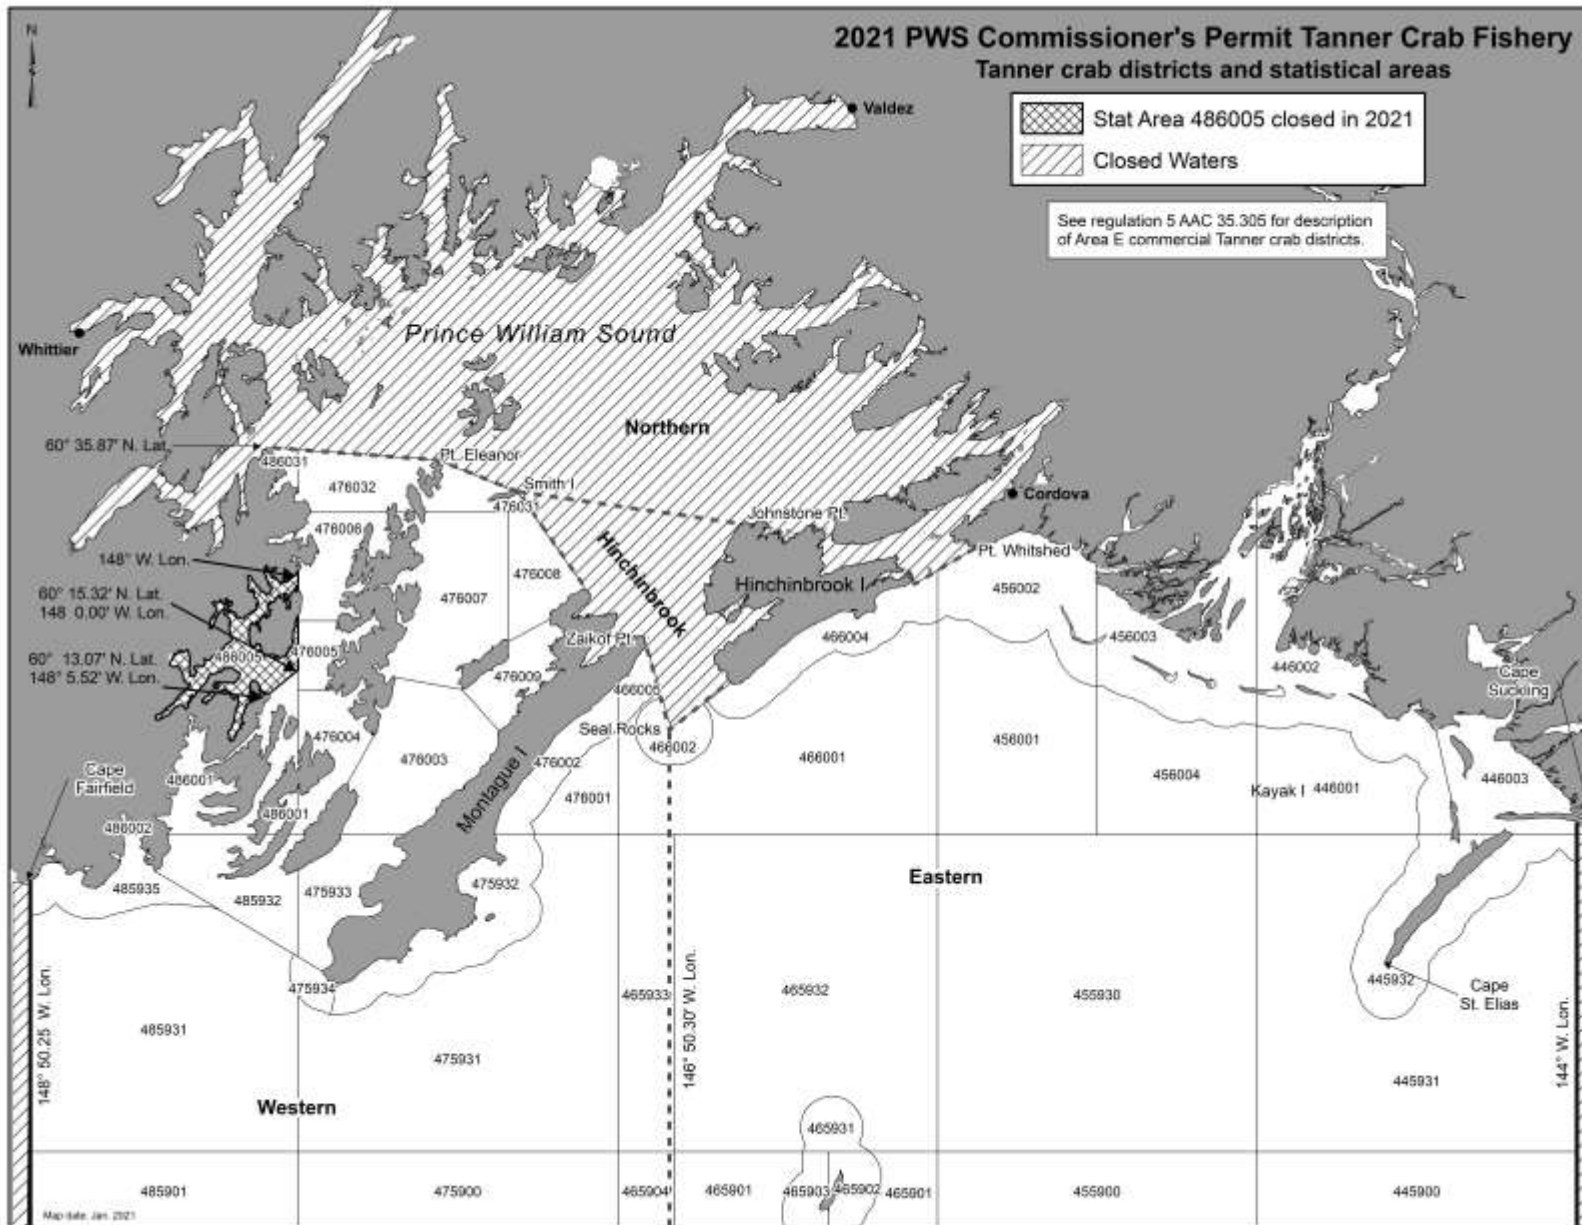 N
2021 PWS Commissioner's Permit Tanner Crab Fishery
Tanner crab districts and statistical areas
Stat Area 486005 closed in 2021
Closed Waters
See regulation 5 AAC 35.305 for description
of Area E commercial Tanner crab districts.
Valdez
Whittier
Prince William Sound
Northern
60° 35.87' N. Lat.
486031
Pt. Eleanor
476032
Smith I.
476031
Cordova
Johnstone Pt.
476006
148° W. Lon.
Hinchinbrook
Pt. Whitshed
60° 15.32' N. Lat.
148 0.00' W. Lon.
476008
Hinchinbrook I
456002
476007
Zaikof Pt.
466004
456003
60° 13.07' N. Lat.
148° 5.52' W. Lon.
486005
476005
476009
446002
Cape
Suckling
466005
Seal Rocks
466002
476004
476003
476002
466001
456001
456004
Cape
Fairfield
486001
476001
Kayak I
446001
446003
486001
486002
Montague I
Eastern
485935
485932
475933
475932
475934
465933
465932
455930
445932
Cape
St. Elias
148° 50.25 W. Lon.
485931
475931
146° 50.30' W. Lon.
445931
144° W. Lon.
Western
465931
485901
475900
465904
465901
465903
465902
465901
455900
445900
Map date: Jan. 2021